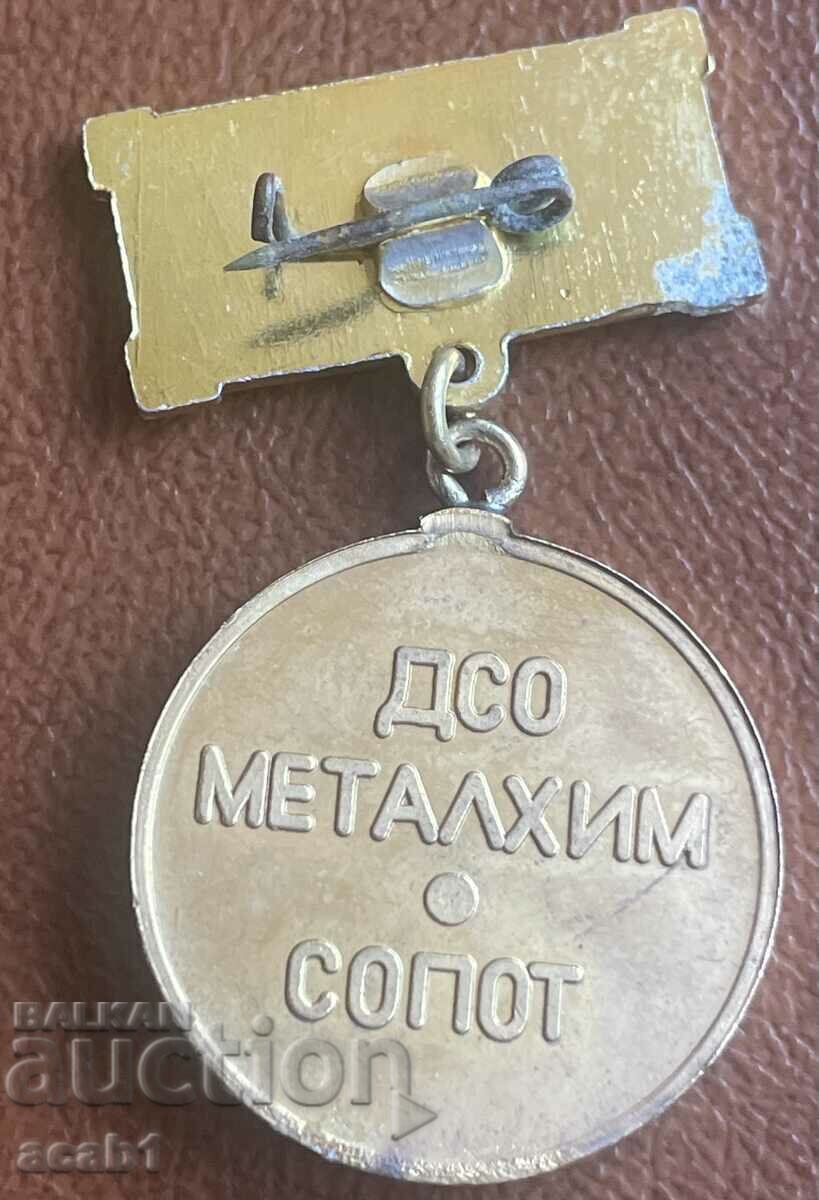 ДСО
МЕТАЛХИМ
СОПОТ
BALKAN
auction
acab1